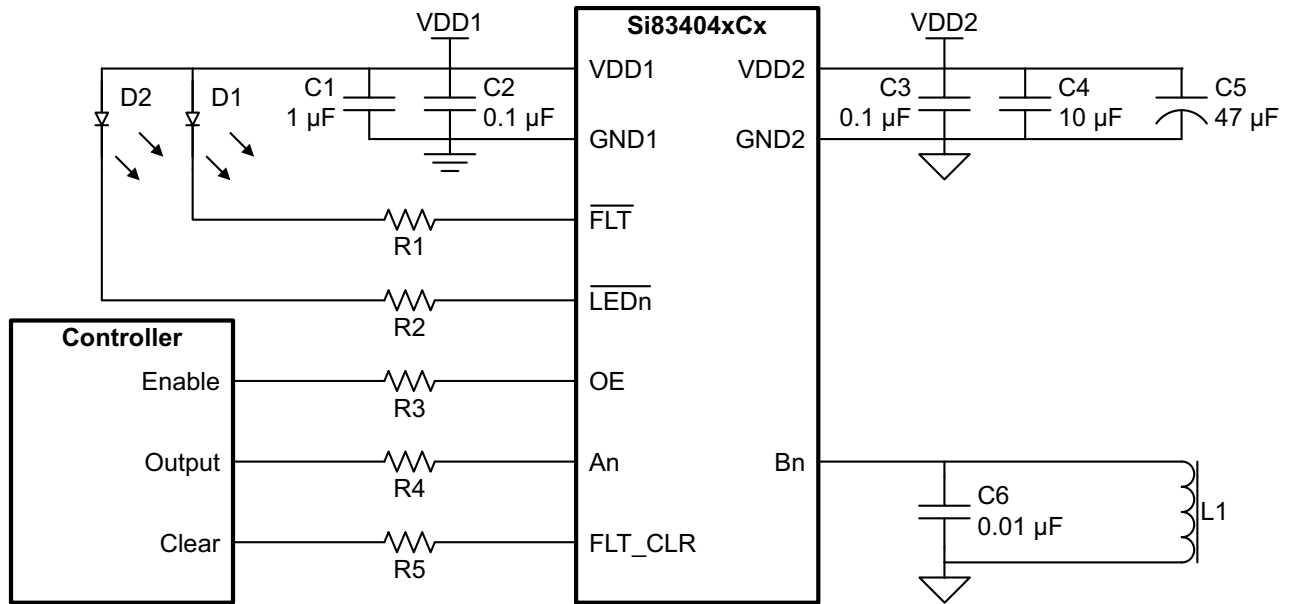 VDD1
Si83404xCx
VDD2
D2
D1
C1
1 µF
C2
0.1 µF
VDD1
VDD2
C3
0.1 µF
C4
10 µF
C5
47 µF
GND1
GND2
FLT
R1
LEDn
R2
Controller
Enable
R3
OE
Output
R4
An
Bn
C6
0.01 µF
L1
Clear
R5
FLT_CLR